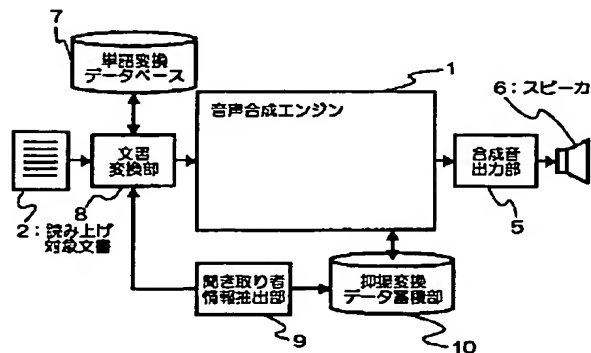 7
単語変換
データベース
1
音声合成エンジン
6：スピーカ
文書
変換部
8
合成音
出力部
5
2：読み上げ
対象文書
聞き取り者
情報抽出部
9
抑揚変換
データ蓄積部
10